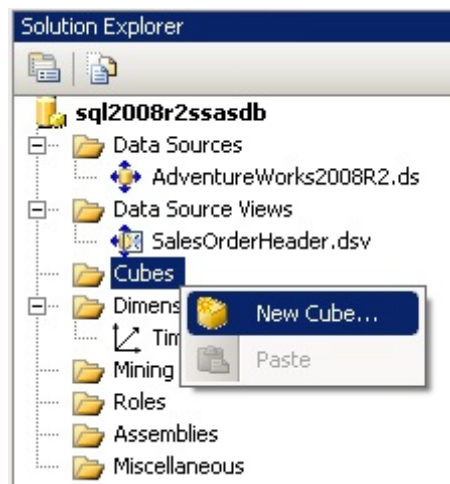 Solution Explorer
sql2008r2ssasdb
Data Sources
AdventureWorks2008R2.ds
Data Source Views
SalesOrderHeader.dsv
Cubes
Dimens
New Cube...
Tim
Paste
Mining
Roles
Assemblies
Miscellaneous